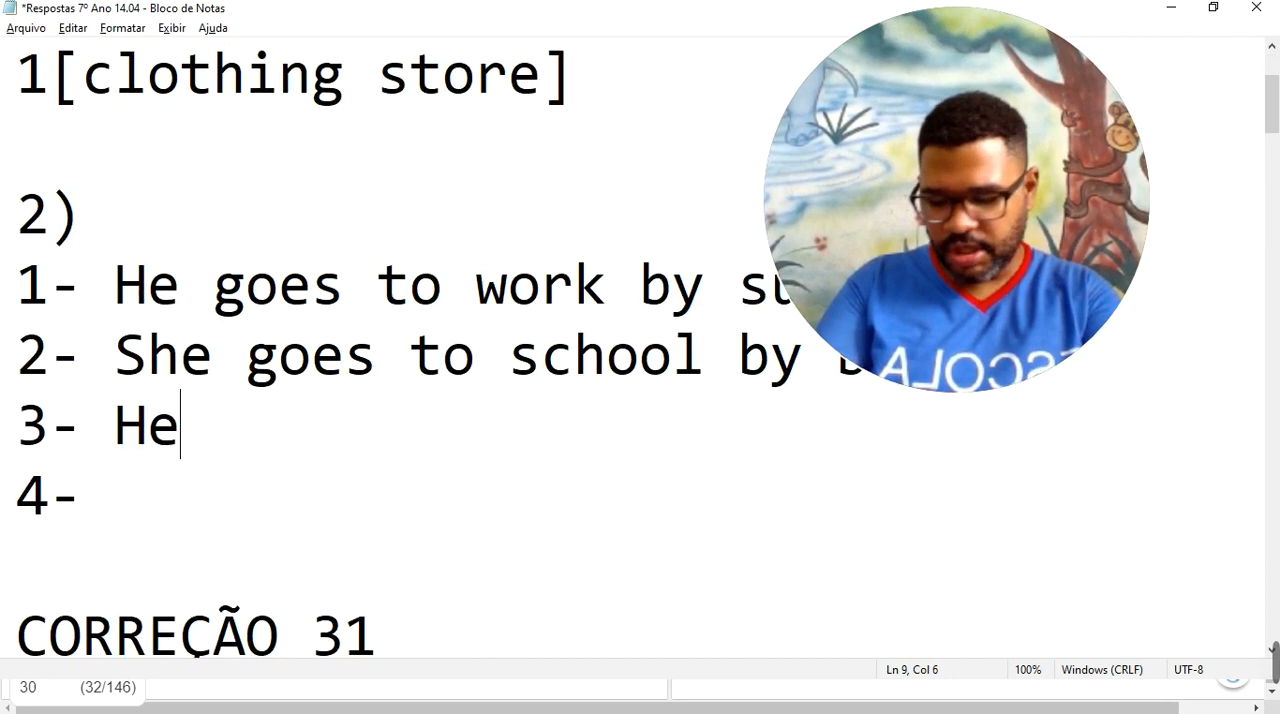 *Respostas 7º Ano 14.04 - Bloco de Notas
Arquivo Editar Formatar Exibir Ajuda
1[clothing store]
2)
1- He goes to work by
2- She goes to school by
ESCOLA
3- He
4-
CORREÇÃO 31
Ln 9, Col 6 100% Windows (CRLF) UTF-8
30 (32/146)